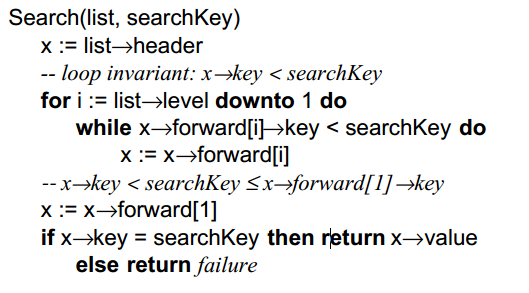 Search(list, searchKey)
x := list→header
-- loop invariant: x→key < searchKey
for i := list→level downto 1 do
while x→forward[i]→key < searchKey do
x := x→forward[i]
-- x→key < searchKey ≤ x→forward[1]→key
x := x→forward[1]
if x→key = searchKey then return x→value
else return failure